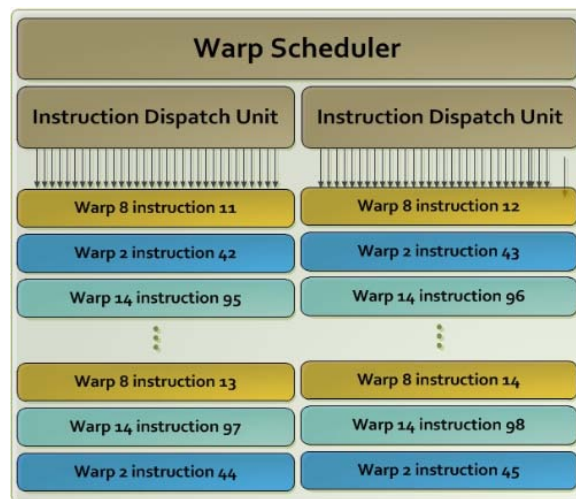 Warp Scheduler
Instruction Dispatch Unit
Instruction Dispatch Unit
Warp 8 instruction 11
Warp 8 instruction 12
Warp 2 instruction 42
Warp 2 instruction 43
Warp 14 instruction 95
Warp 14 instruction 96
Warp 8 instruction 13
Warp 8 instruction 14
Warp 14 instruction 97
Warp 14 instruction 98
Warp 2 instruction 44
Warp 2 instruction 45